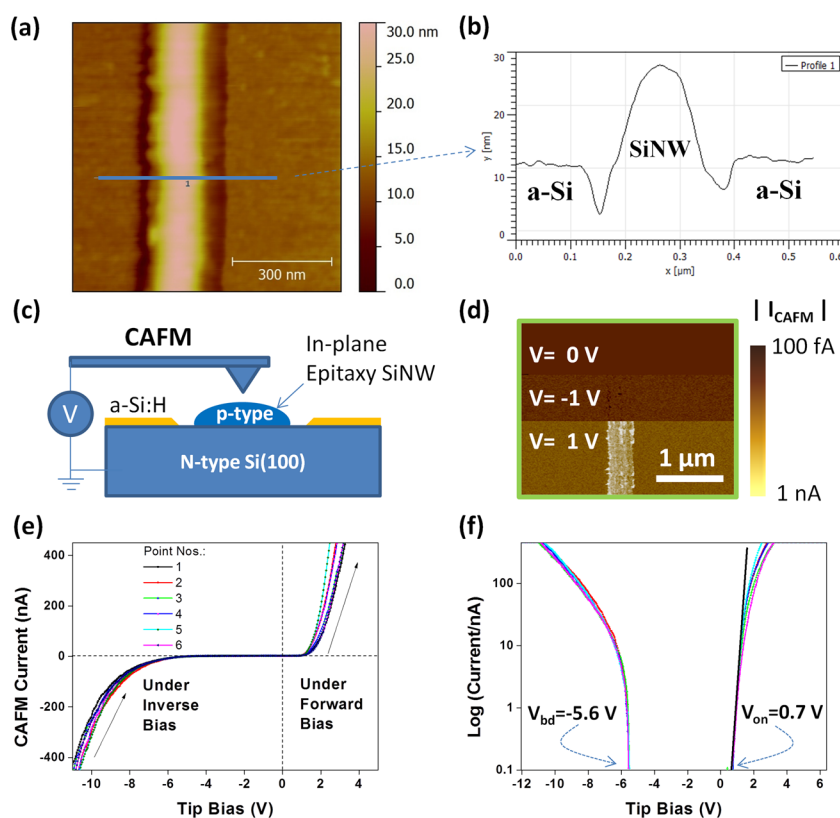 (a)
1
300 nm
30.0 nm
25.0
20.0
15.0
10.0
5.0
0.0
(b)
Profile 1
30
20
10
0
y [nm]
SiNW
a-Si
a-Si
0.0 0.1 0.2 0.3 0.4 0.5 0.6
x [µm]
(c)
CAFM
In-plane
Epitaxy SiNW
V
a-Si:H
p-type
N-type Si(100)
(d)
| I CAFM |
V= 0 V
V= -1 V
V= 1 V
1 µm
100 fA
1 nA
(e)
CAFM Current (nA)
400
200
0
-200
-400
Point Nos.:
1
2
3
4
5
6
Under
Inverse
Bias
Under
Forward
Bias
-10 -8 -6 -4 -2 0 2 4
Tip Bias (V)
(f)
Log (Current/nA)
100
10
1
0.1
Vbd=-5.6 V
Von=0.7 V
-12 -10 -8 -6 -4 -2 0 2 4 6
Tip Bias (V)